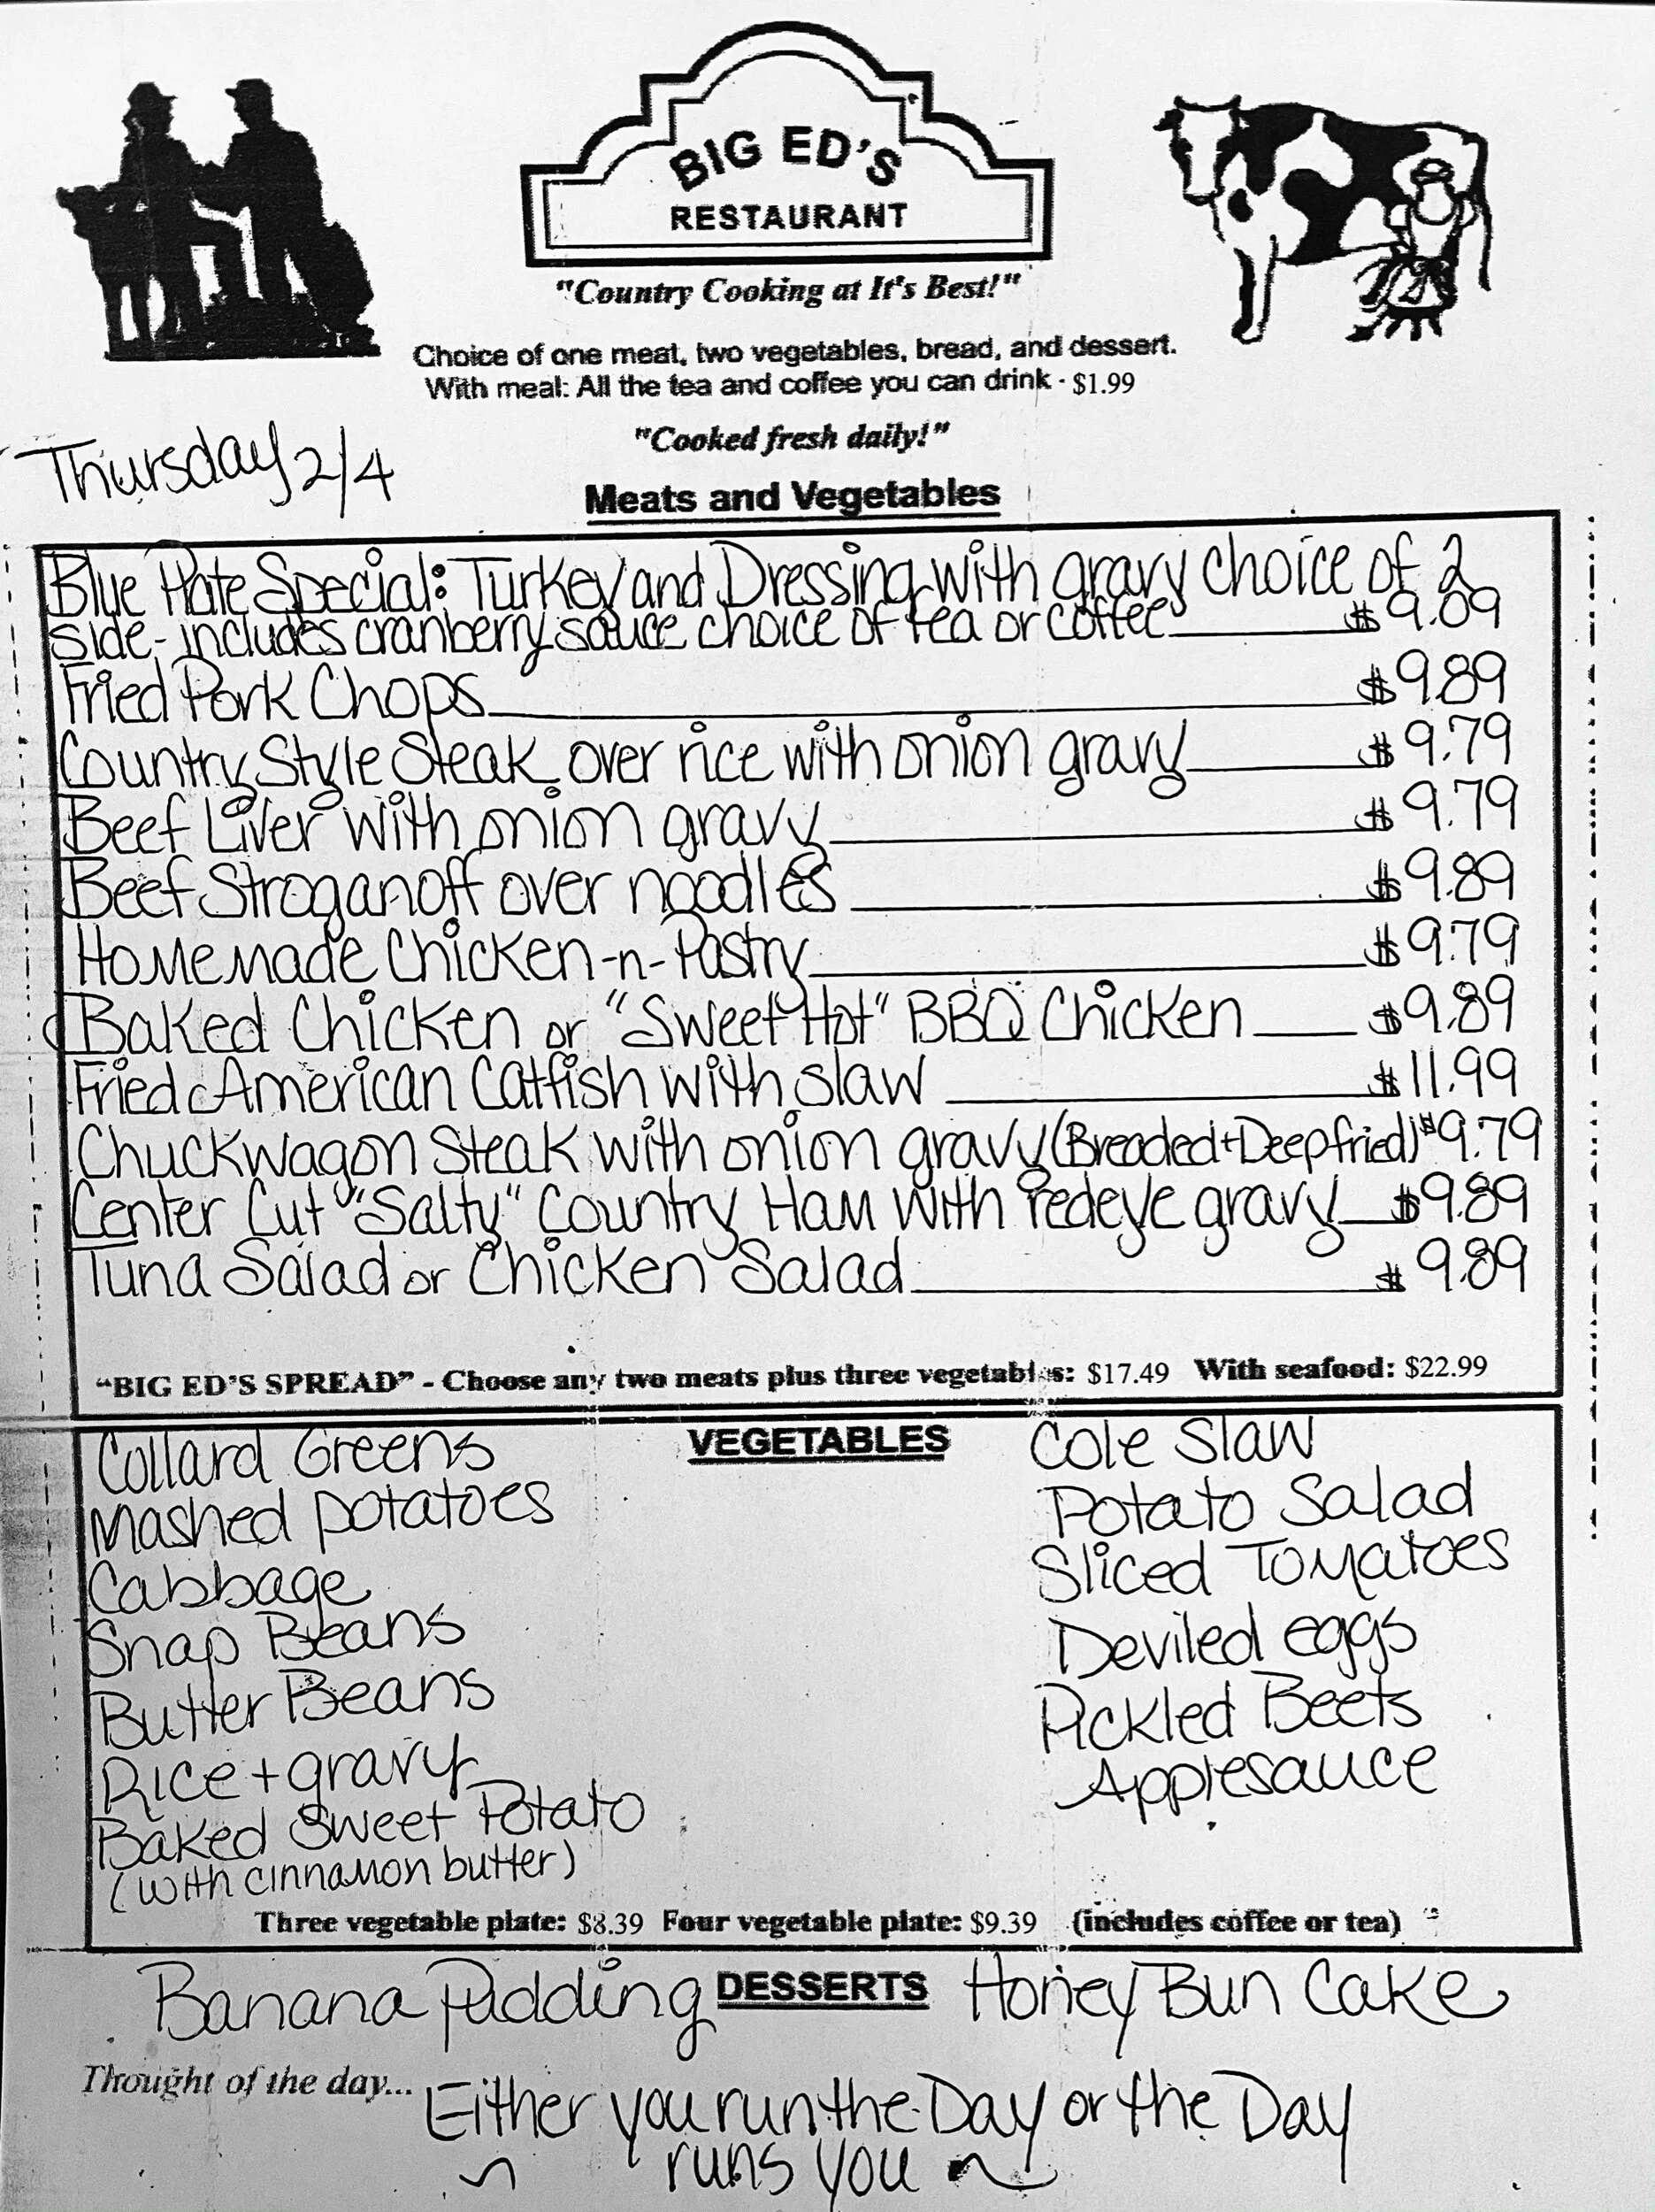 BIG ED'S
RESTAURANT
"Country Cooking at It's Best!"
Choice of one meat, two vegetables, bread, and dessert.
With meal: All the tea and coffee you can drink - $1.99
"Cooked fresh daily!"
Thursday 2/4
Meats and Vegetables
Blue Plate Special: Turkey and Dressing with gravy choice of 2
side - includes cranberry sauce choice of tea or coffee $9.09
Fried Pork Chops $9.89
Country Style Steak over rice with onion gravy $9.79
Beef Liver with onion gravy $9.79
Beef Stroganoff over noodles $9.89
Homemade Chicken-n-Pastry $9.79
Baked Chicken or "Sweet Hot" BBQ Chicken $9.89
Fried American Catfish with slaw $11.99
Chuckwagon Steak with onion gravy (Breaded + Deep fried) $9.79
Center Cut "Salty" Country Ham with redeye gravy $9.89
Tuna Salad or Chicken Salad $9.89
"BIG ED'S SPREAD" - Choose any two meats plus three vegetables: $17.49 With seafood: $22.99
VEGETABLES
Collard Greens
Mashed potatoes
Cabbage
Snap Beans
Butter Beans
Rice + gravy
Baked Sweet Potato
(with cinnamon butter)
Cole Slaw
Potato Salad
Sliced Tomatoes
Deviled eggs
Pickled Beets
Applesauce
Three vegetable plate: $8.39 Four vegetable plate: $9.39 (includes coffee or tea)
Banana Pudding DESSERTS Honey Bun Cake
Thought of the day... Either you run the Day or the Day
runs you